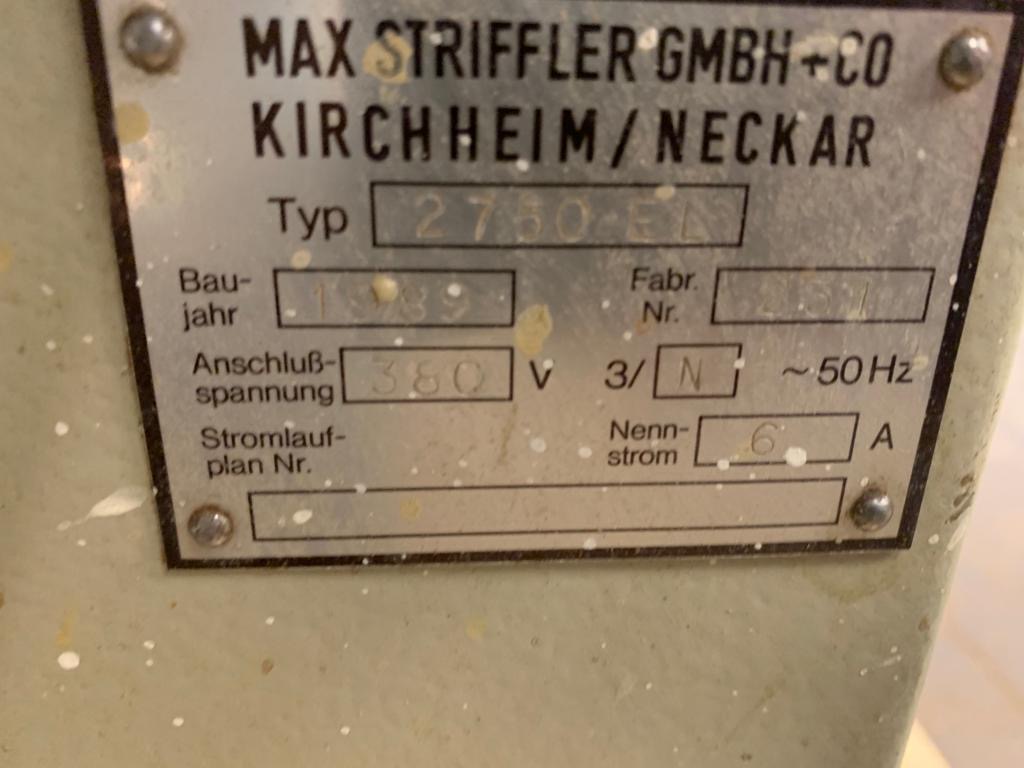 MAX STRIFFLER GMBH + CO
KIRCHHEIM / NECKAR
Typ 2750 EL
Bau-
jahr 1989
Fabr.
Nr. 251
Anschluß-
spannung 380 V 3/ N ~ 50 Hz
Stromlauf-
plan Nr.
Nenn-
strom 6 A